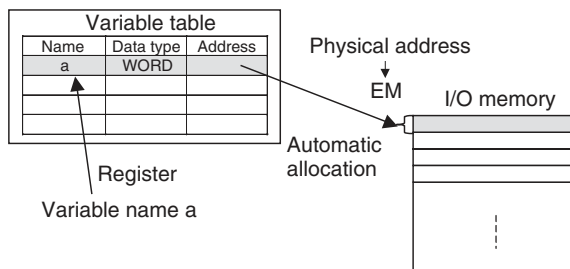 Variable table
Name Data type Address
a WORD
Physical address
EM
I/O memory
Automatic
allocation
Register
Variable name a